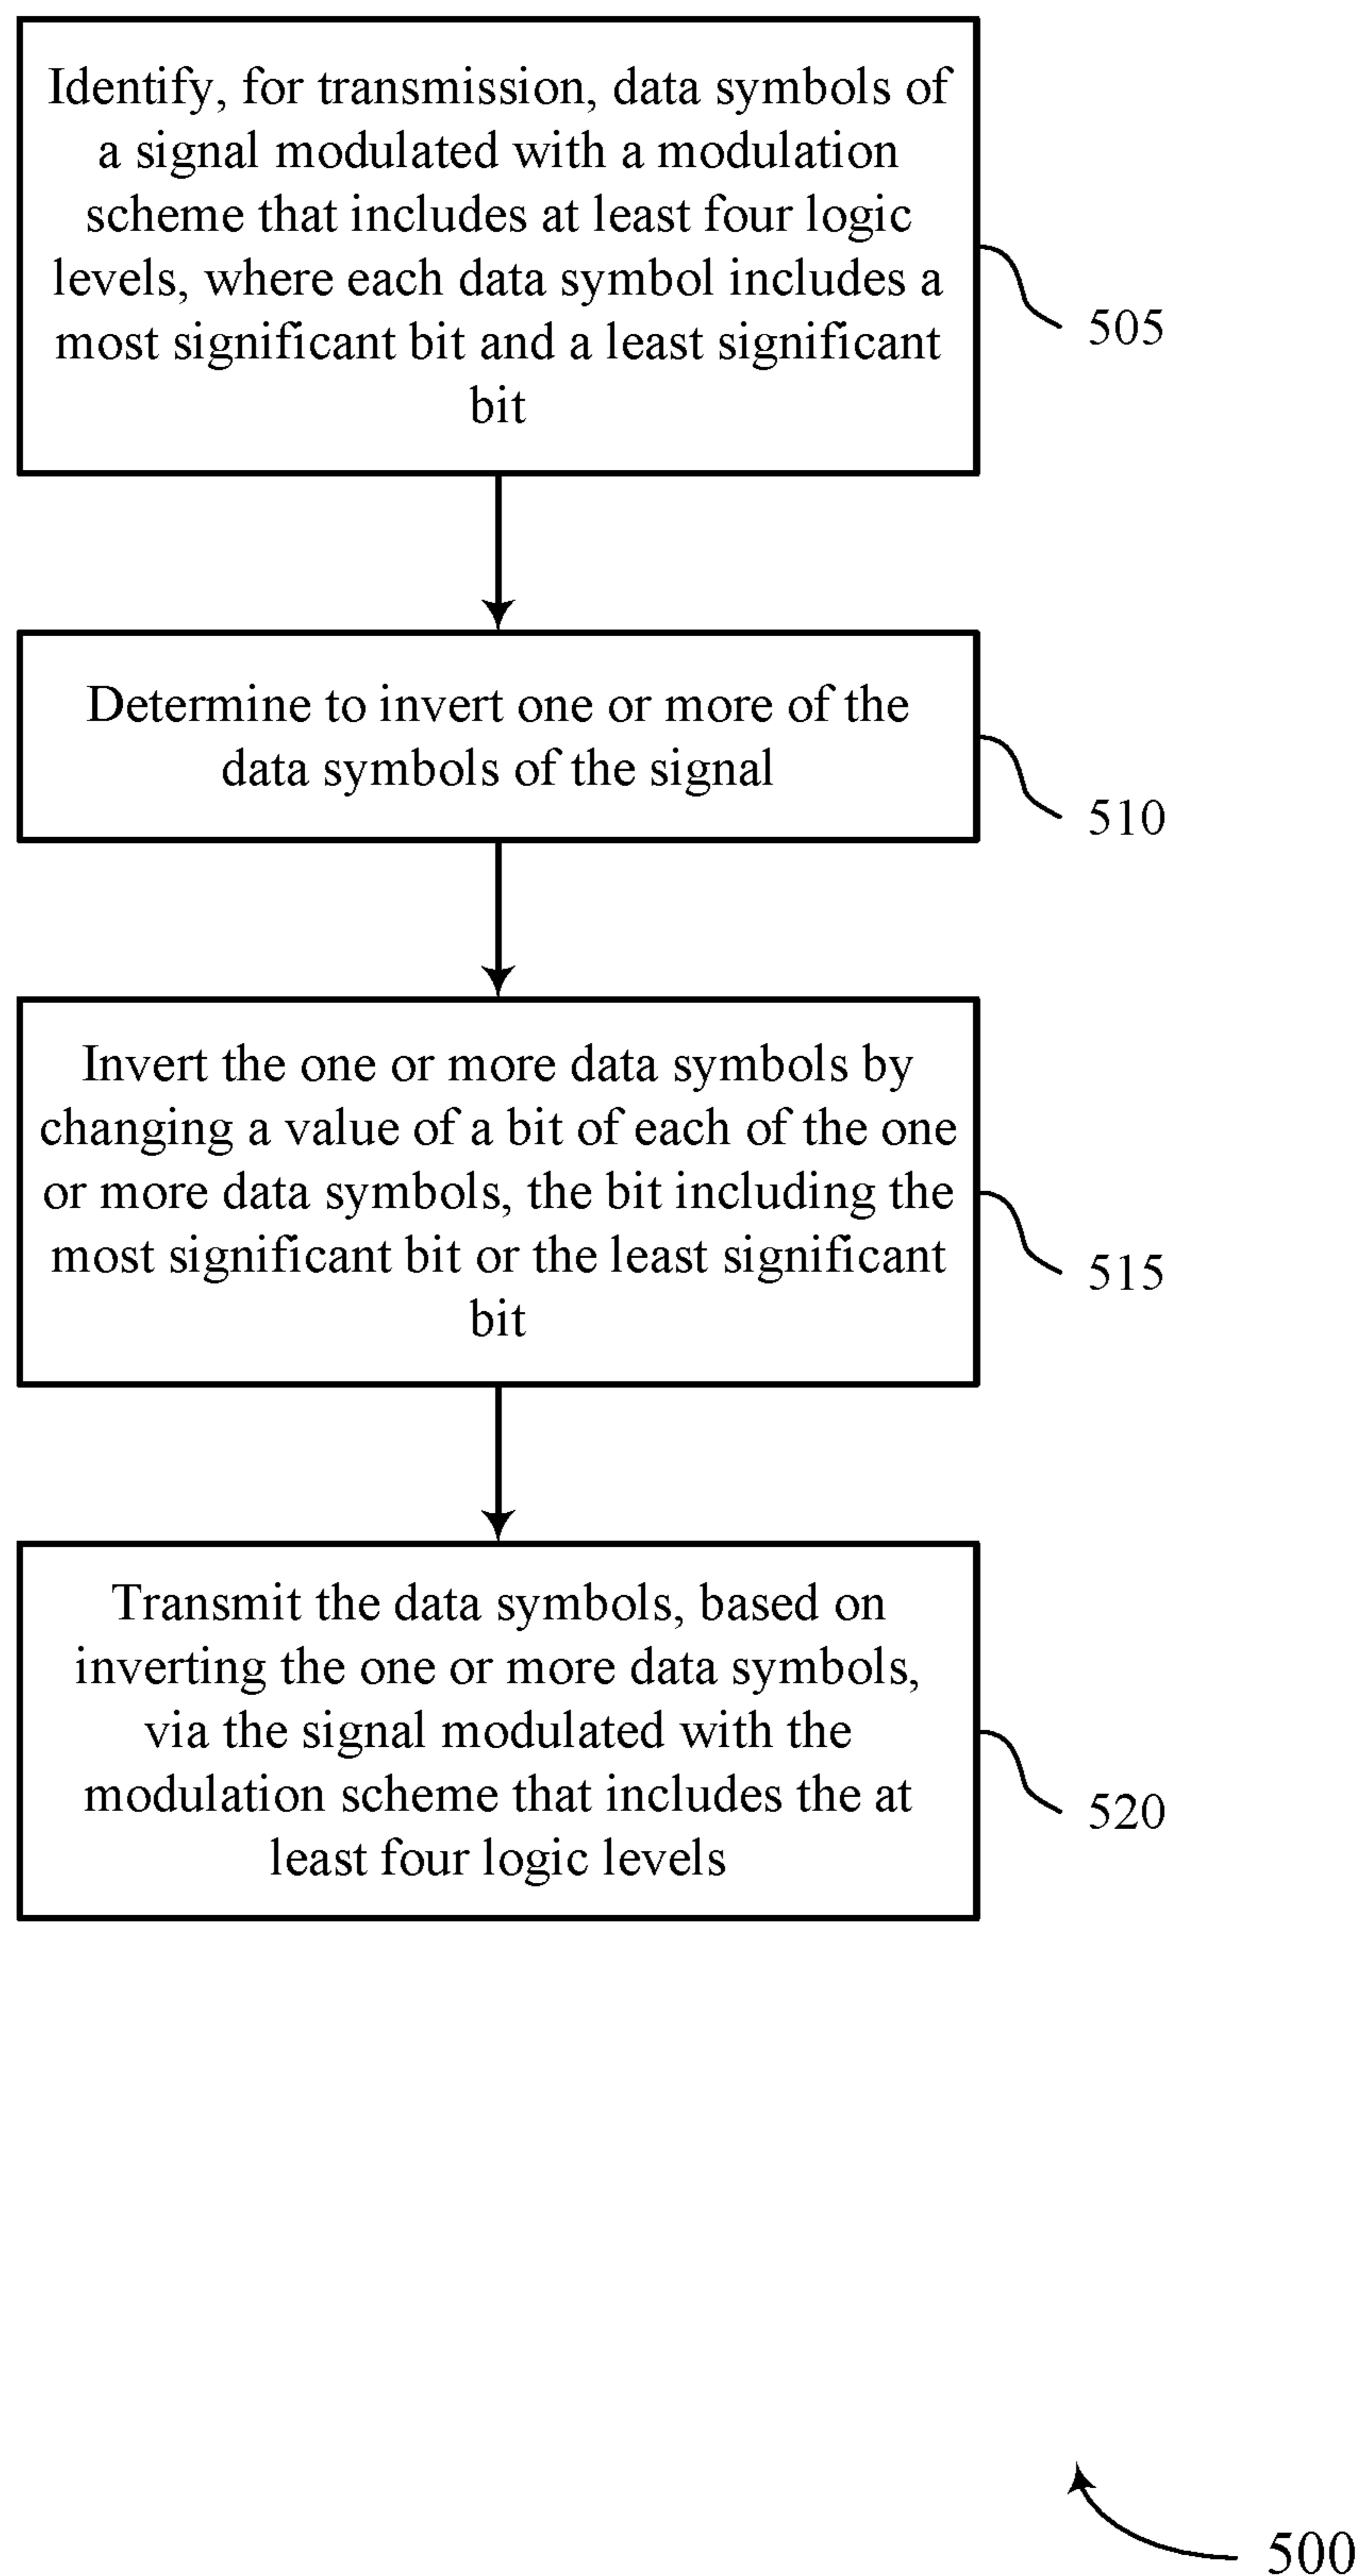 Identify, for transmission, data symbols of
a signal modulated with a modulation
scheme that includes at least four logic
levels, where each data symbol includes a
most significant bit and a least significant
bit
505
Determine to invert one or more of the
data symbols of the signal
510
Invert the one or more data symbols by
changing a value of a bit of each of the one
or more data symbols, the bit including the
most significant bit or the least significant
bit
515
Transmit the data symbols, based on
inverting the one or more data symbols,
via the signal modulated with the
modulation scheme that includes the at
least four logic levels
520
500